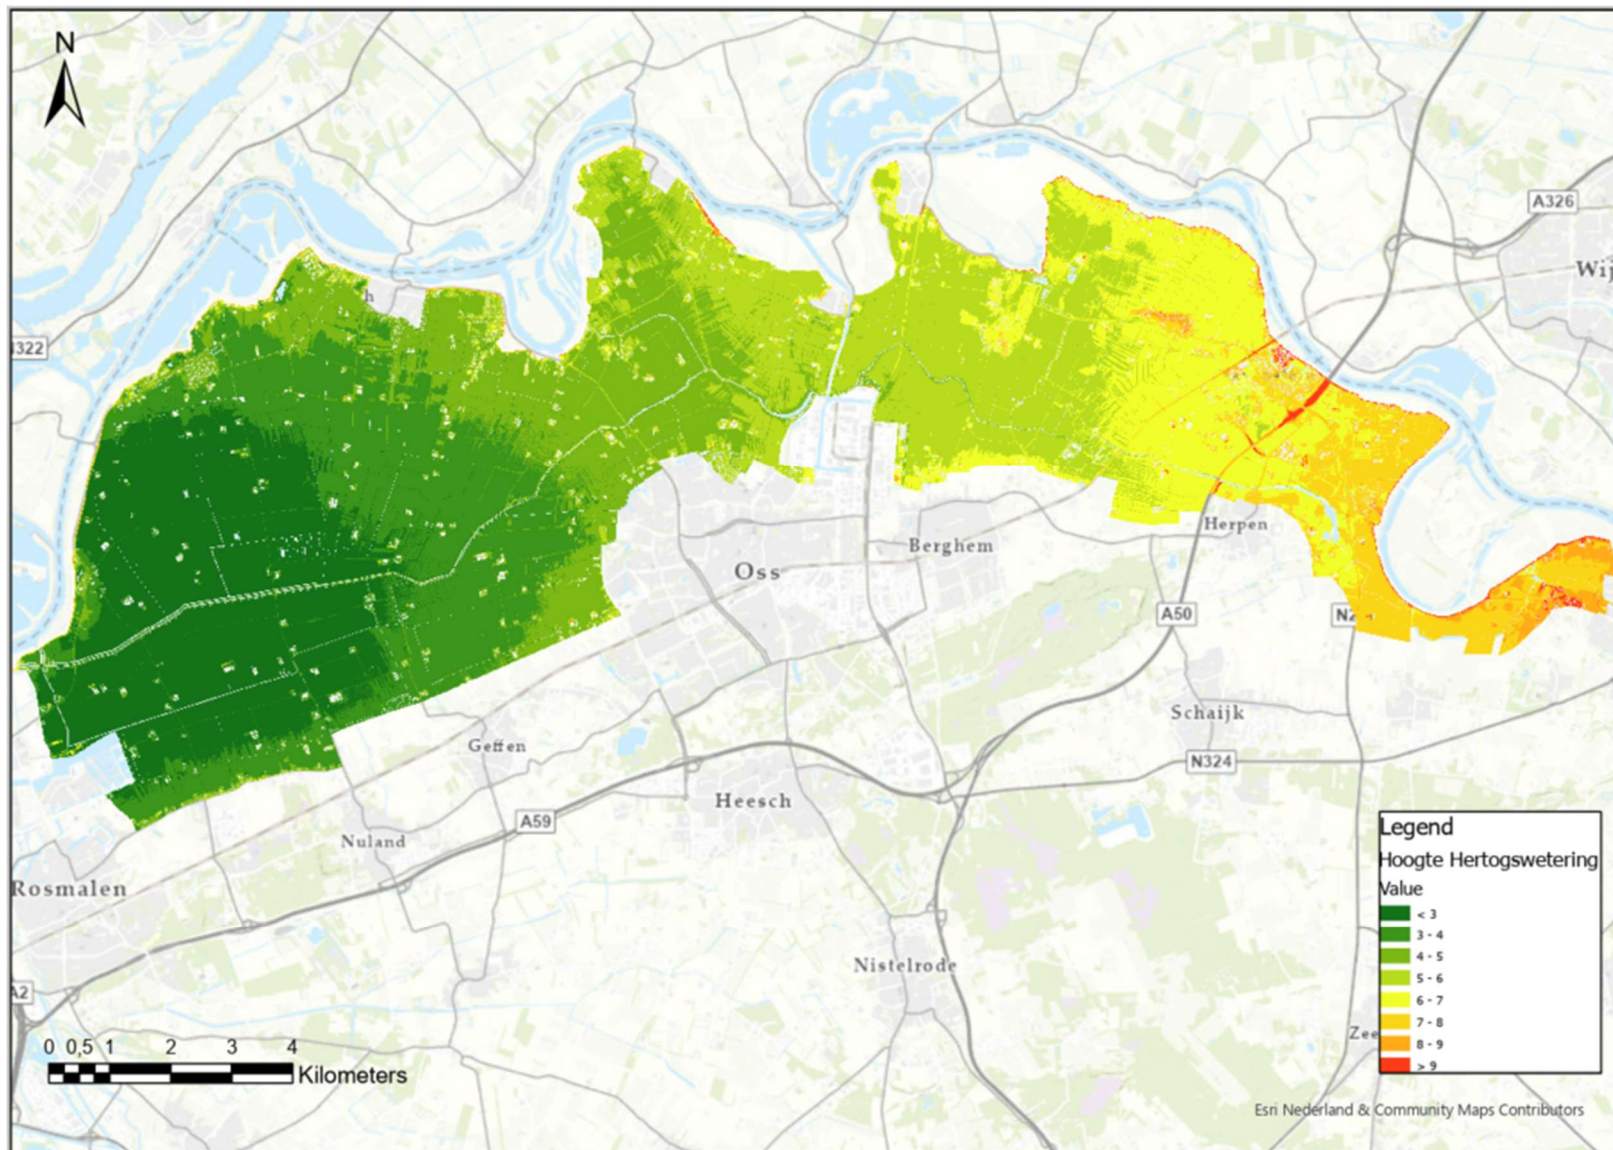 N
A326
Wij
h
322
Oss
Berghem
Herpen
A50
N2
Schaijk
Geffen
N324
Heesch
A59
Nuland
Rosmalen
Nistelrode
A2
Zee
0 0,5 1 2 3 4
Kilometers
Legend
Hoogte Hertogswetering
Value
< 3
3 - 4
4 - 5
5 - 6
6 - 7
7 - 8
8 - 9
> 9
Esri Nederland & Community Maps Contributors